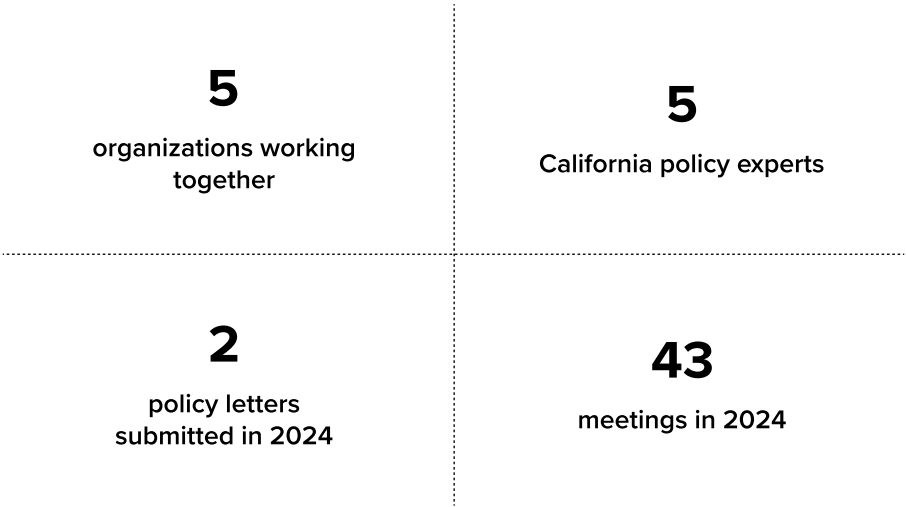 5
organizations working
together
5
California policy experts
2
policy letters
submitted in 2024
43
meetings in 2024